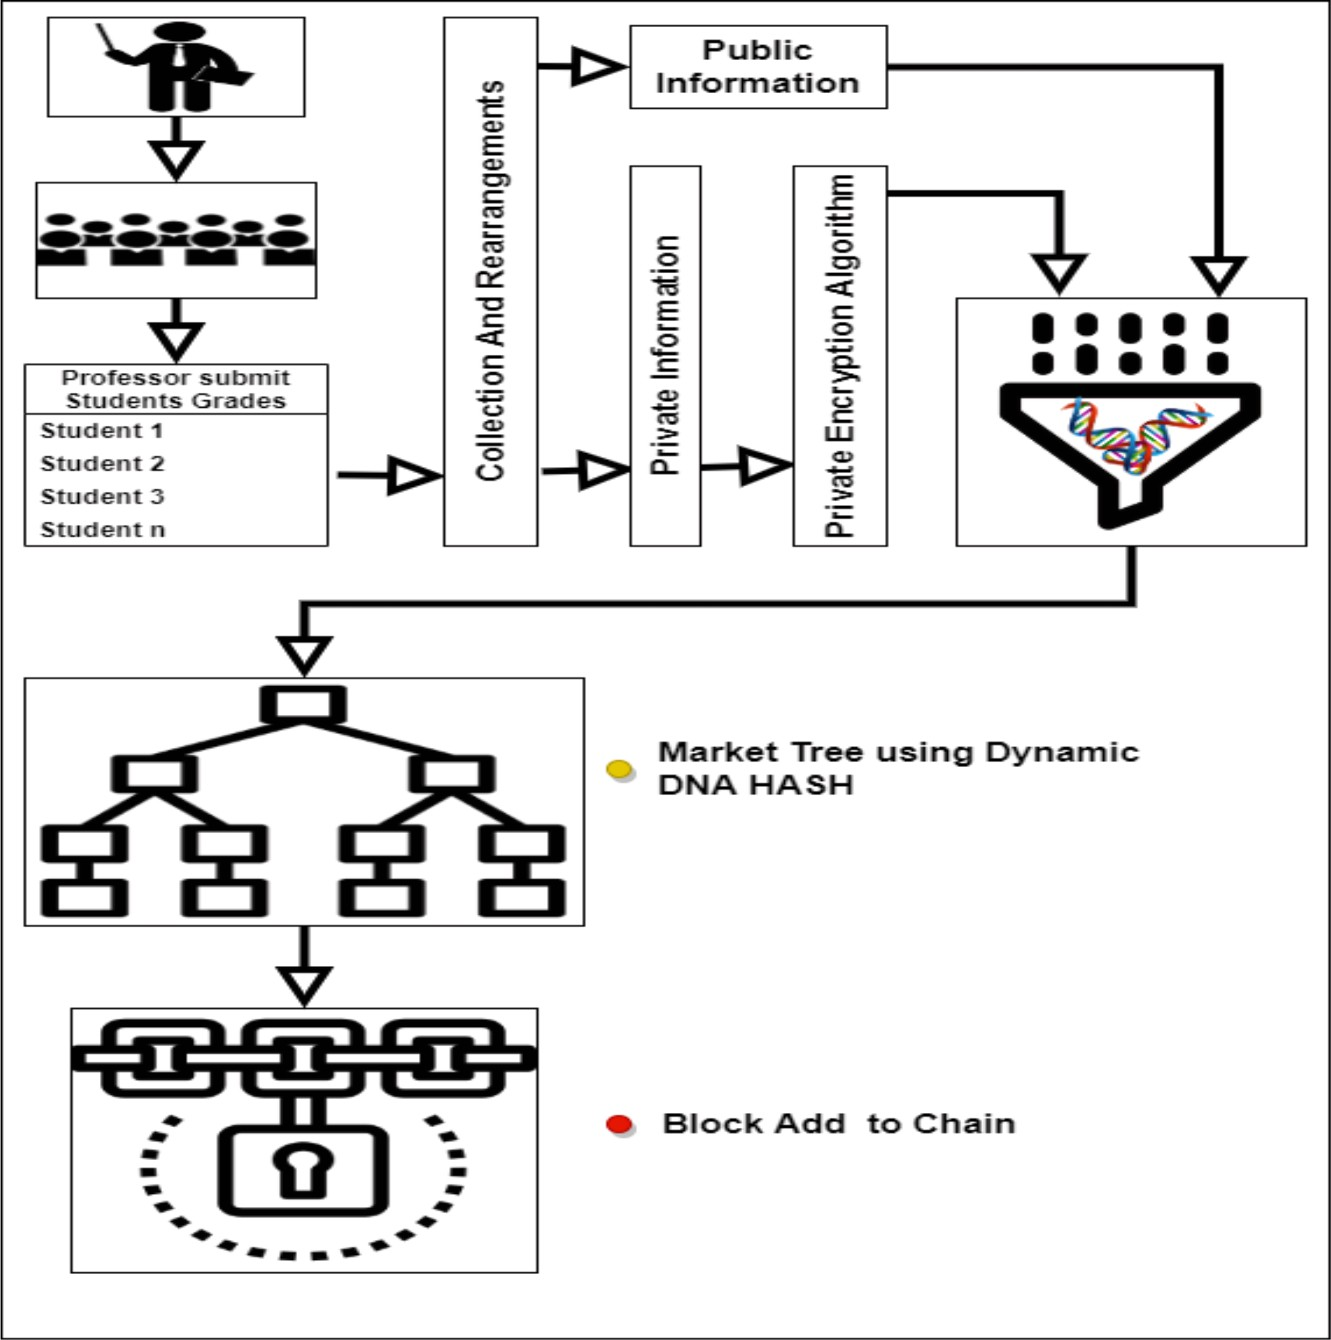 Professor submit
Students Grades
Student 1
Student 2
Student 3
Student n
Collection And Rearrangements
Public
Information
Private Information
Private Encryption Algorithm
Market Tree using Dynamic
DNA HASH
Block Add  to Chain